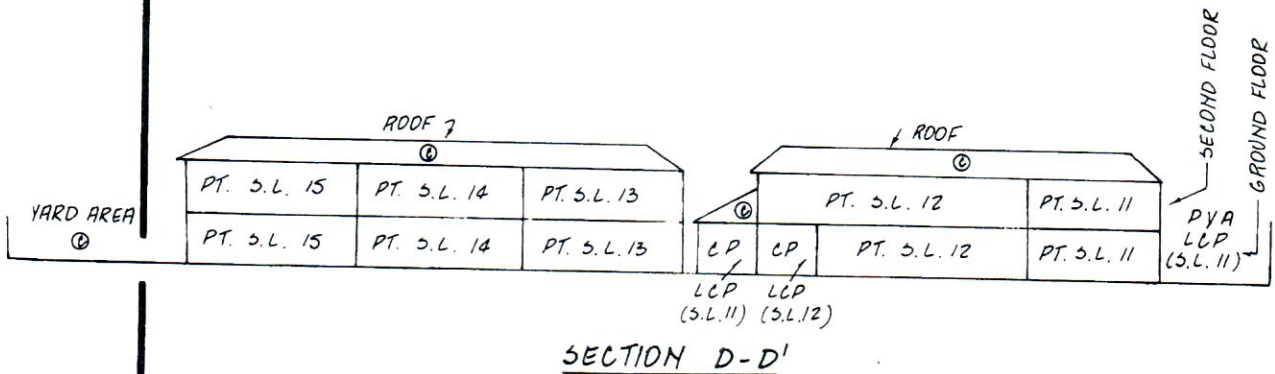 ROOF
ROOF
SECOND FLOOR
GROUND FLOOR
Ⓒ
Ⓒ
PT. S.L. 15 PT. S.L. 14 PT. S.L. 13
PT. S.L. 12 PT. S.L. 11
YARD AREA
Ⓒ
PT. S.L. 15 PT. S.L. 14 PT. S.L. 13
Ⓒ
CP CP PT. S.L. 12 PT. S.L. 11
PYA
LCP
(S.L. 11)
LCP
(S.L. 11)
LCP
(S.L. 12)
SECTION D-D'